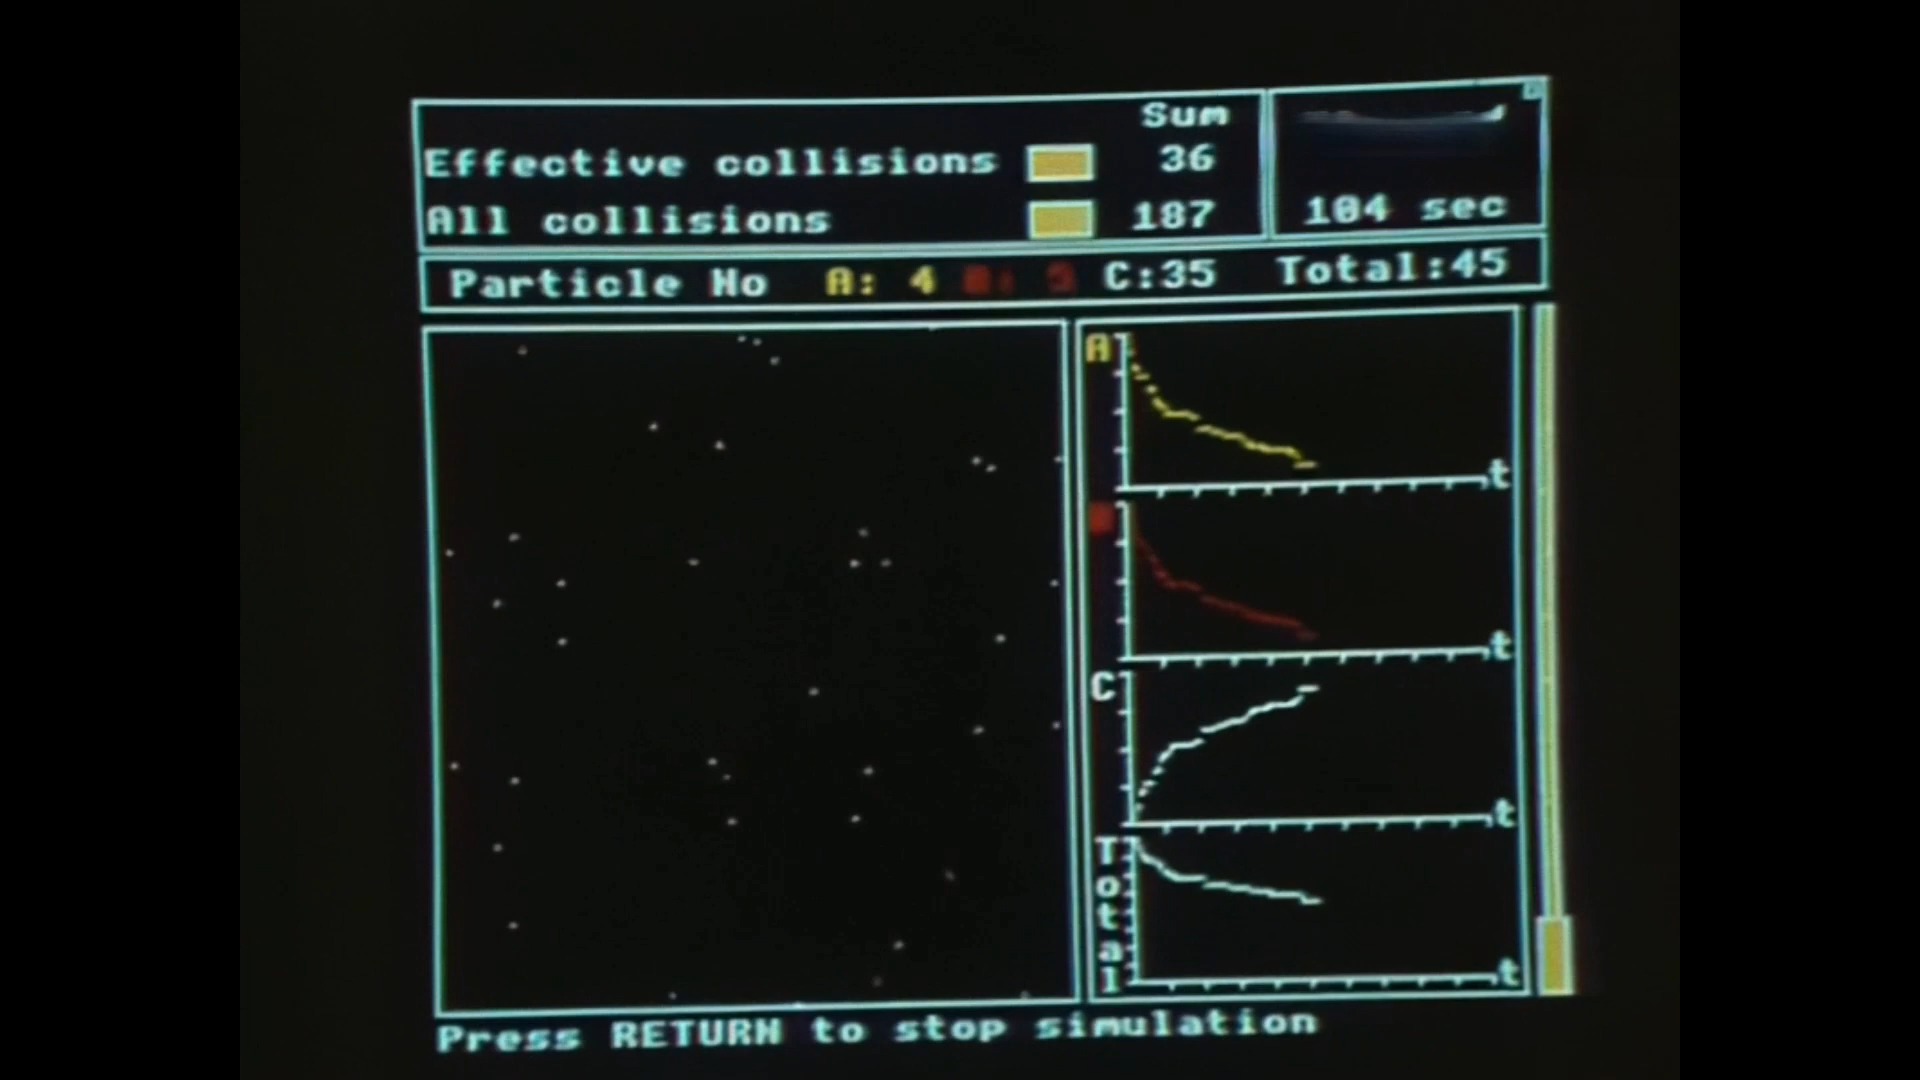 Sum
Effective collisions 36
All collisions 187
104 sec
Particle No A: 4 C:35 Total:45
A
t
t
C
t
Total
t
Press RETURN to stop simulation